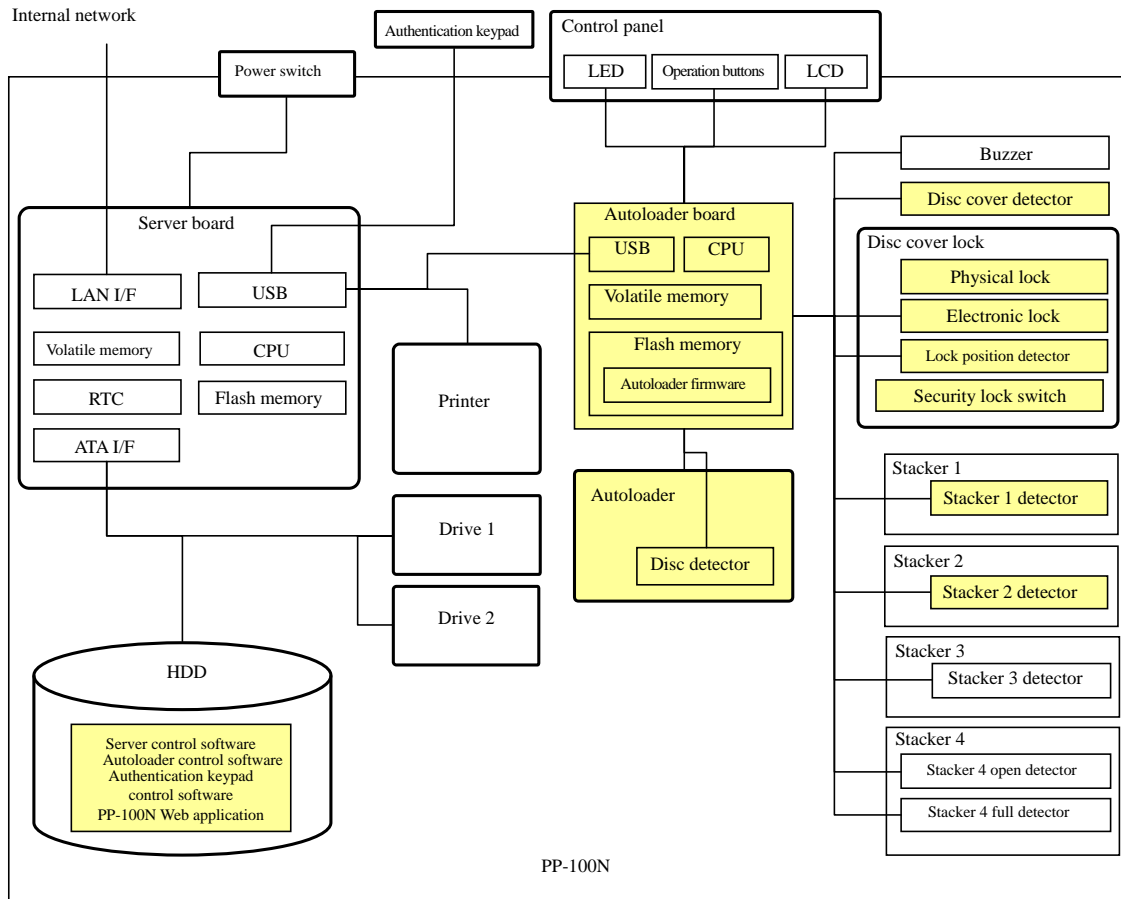 Internal network
Authentication keypad
Control panel
LED
Operation buttons
LCD
Power switch
Server board
LAN I/F
USB
Volatile memory
CPU
RTC
Flash memory
ATA I/F
Printer
Drive 1
Drive 2
HDD
Server control software
Autoloader control software
Authentication keypad
control software
PP-100N Web application
Autoloader board
USB
CPU
Volatile memory
Flash memory
Autoloader firmware
Autoloader
Disc detector
Buzzer
Disc cover detector
Disc cover lock
Physical lock
Electronic lock
Lock position detector
Security lock switch
Stacker 1
Stacker 1 detector
Stacker 2
Stacker 2 detector
Stacker 3
Stacker 3 detector
Stacker 4
Stacker 4 open detector
Stacker 4 full detector
PP-100N